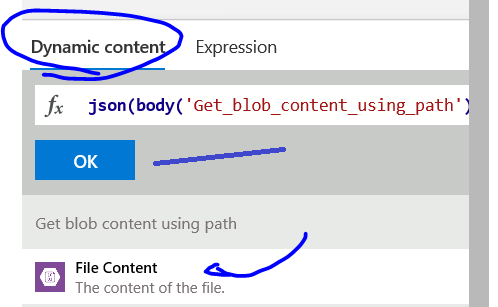 Dynamic content
Expression
fx json(body('Get_blob_content_using_path')
OK
Get blob content using path
File Content
The content of the file.